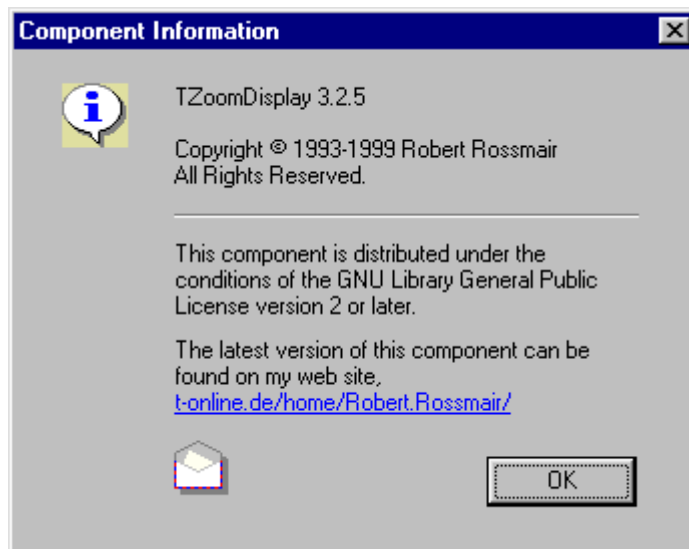 Component Information
TZoomDisplay 3.2.5
Copyright © 1993-1999 Robert Rossmair
All Rights Reserved.
This component is distributed under the
conditions of the GNU Library General Public
License version 2 or later.
The latest version of this component can be
found on my web site,
t-online.de/home/Robert.Rossmair/
OK